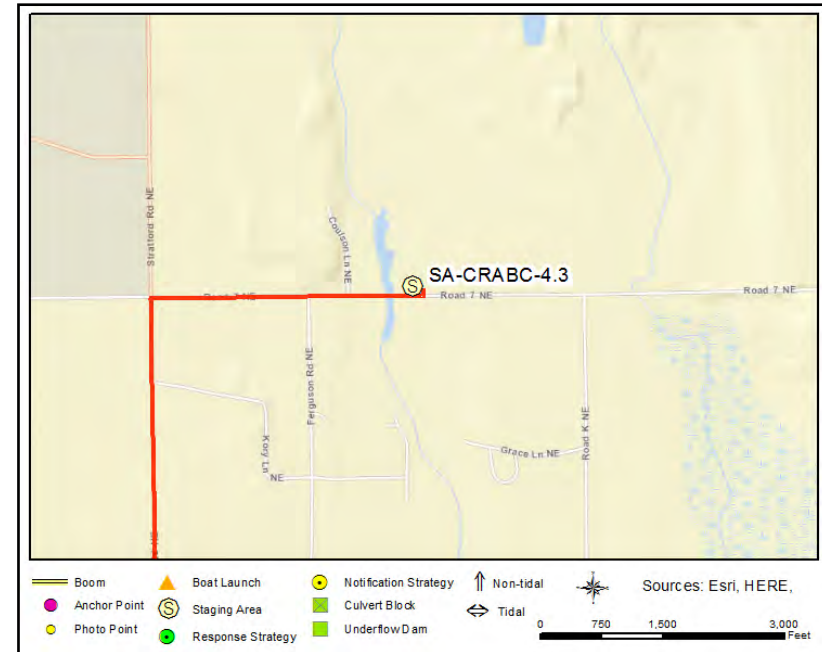 Stratford Rd NE
Coulson Ln NE
SA-CRABC-4.3
S
Road 7 NE
Road 7 NE
Ferguson Rd NE
Kory Ln
NE
Grace Ln NE
Road K NE
Boom
Anchor Point
Photo Point
Boat Launch
S Staging Area
Response Strategy
Notification Strategy
Culvert Block
Underflow Dam
Non-tidal
Tidal
Sources: Esri, HERE,
0 750 1,500 3,000
Feet